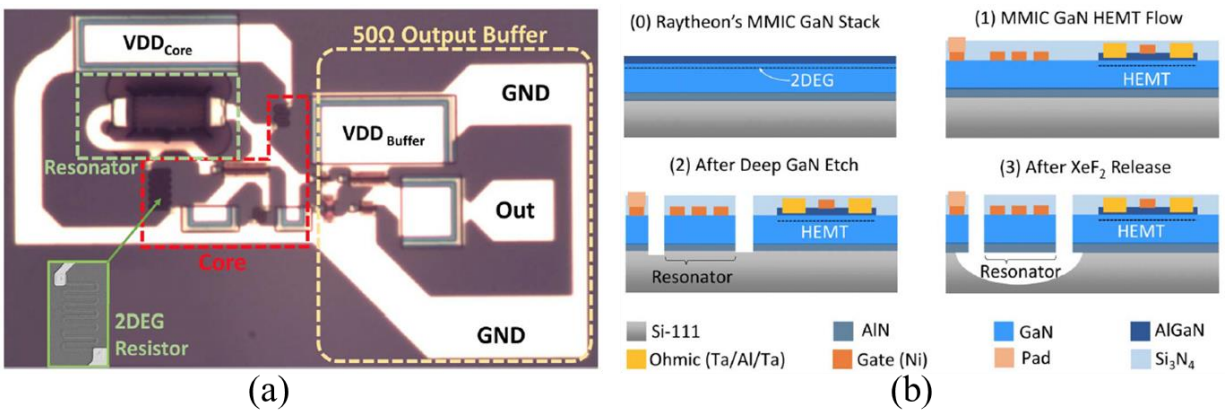 VDDCore
50Ω Output Buffer
GND
VDDBuffer
Resonator
Out
Core
2DEG
Resistor
GND
(a)
(0) Raytheon's MMIC GaN Stack
2DEG
(1) MMIC GaN HEMT Flow
HEMT
(2) After Deep GaN Etch
HEMT
Resonator
(3) After XeF2 Release
HEMT
Resonator
Si-111
AlN
GaN
AlGaN
Ohmic (Ta/Al/Ta)
Gate (Ni)
Pad
Si3N4
(b)